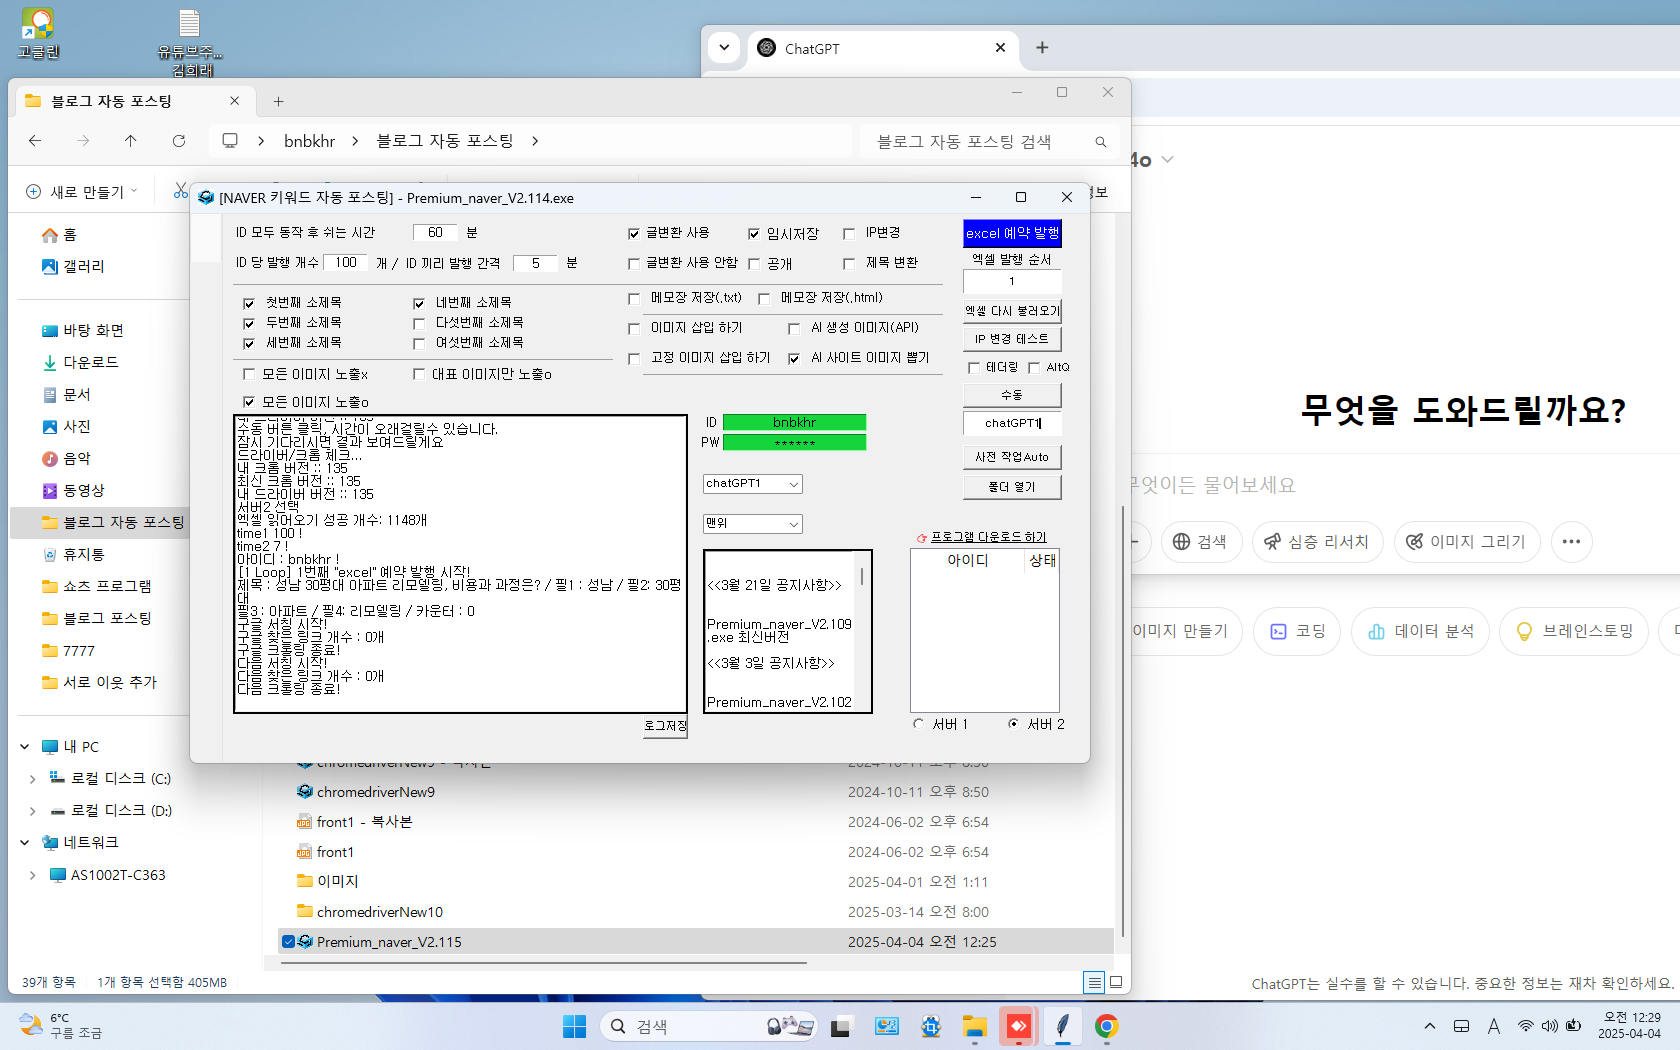 고클린
유튜브주...
김희래
ChatGPT
블로그 자동 포스팅
bnbkhr
블로그 자동 포스팅
블로그 자동 포스팅 검색
새로 만들기
4o
홈
갤러리
바탕 화면
다운로드
문서
사진
음악
동영상
블로그 자동 포스팅
휴지통
쇼츠 프로그램
블로그 포스팅
7777
서로 이웃 추가
내 PC
로컬 디스크 (C:)
로컬 디스크 (D:)
네트워크
AS1002T-C363
[NAVER 키워드 자동 포스팅] - Premium_naver_V2.114.exe
ID 모두 동작 후 쉬는 시간 60 분
ID 당 발행 개수 100 개 / ID 끼리 발행 간격 5 분
글변환 사용 임시저장 IP변경
글변환 사용 안함 공개 제목 변환
첫번째 소제목 네번째 소제목
두번째 소제목 다섯번째 소제목
세번째 소제목 여섯번째 소제목
모든 이미지 노출x 대표 이미지만 노출o
모든 이미지 노출o
메모장 저장(.txt) 메모장 저장(.html)
이미지 삽입 하기 AI 생성 이미지(API)
고정 이미지 삽입 하기 AI 사이트 이미지 뽑기
excel 예약 발행
엑셀 발행 순서
1
엑셀 다시 불러오기
IP 변경 테스트
테더링 AltQ
수동
chatGPT1
사전 작업Auto
폴더 열기
수동 버튼 클릭, 시간이 오래걸릴수 있습니다.
잠시 기다리시면 결과 보여드릴게요
드라이버/크롬 체크...
내 크롬 버전 :: 135
최신 크롬 버전 :: 135
내 드라이버 버전 :: 135
서버2 선택
엑셀 읽어오기 성공 개수: 1148개
time1 100 !
time2 7 !
아이디 : bnbkhr !
[1 Loop] 1번째 "excel" 예약 발행 시작!
제목 : 성남 30평대 아파트 리모델링, 비용과 과정은? / 필1 : 성남 / 필2: 30평
대
필3 : 아파트 / 필4: 리모델링 / 카운터 : 0
구글 서칭 시작!
구글 찾은 링크 개수 : 0개
구글 크롤링 종료!
다음 서칭 시작!
다음 찾은 링크 개수 : 0개
다음 크롤링 종료!
로그저장
ID bnbkhr
PW ******
chatGPT1
맨위
<<3월 21일 공지사항>>
Premium_naver_V2.109
.exe 최신버전
<<3월 3일 공지사항>>
Premium_naver_V2.102
프로그램 다운로드 하기
아이디 상태
서버 1 서버 2
chromedriverNew9 2024-10-11 오후 8:50
front1 - 복사본 2024-06-02 오후 6:54
front1 2024-06-02 오후 6:54
이미지 2025-04-01 오전 1:11
chromedriverNew10 2025-03-14 오전 8:00
Premium_naver_V2.115 2025-04-04 오전 12:25
39개 항목 1개 항목 선택함 405MB
무엇을 도와드릴까요?
무엇이든 물어보세요
검색 심층 리서치 이미지 그리기
이미지 만들기 코딩 데이터 분석 브레인스토밍
ChatGPT는 실수를 할 수 있습니다. 중요한 정보는 재차 확인하세요.
6°C
구름 조금
검색
A
오전 12:29
2025-04-04